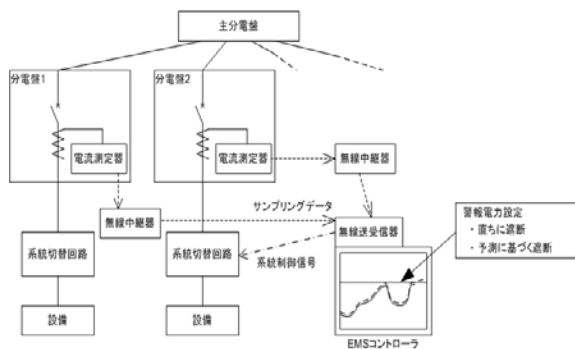 主分電盤
分電盤1
分電盤2
電流測定器
電流測定器
無線中継器
無線中継器
サンプリングデータ
無線送受信器
系統切替回路
系統切替回路
系統制御信号
警報電力設定
・直ちに遮断
・予測に基づく遮断
設備
設備
EMSコントローラ